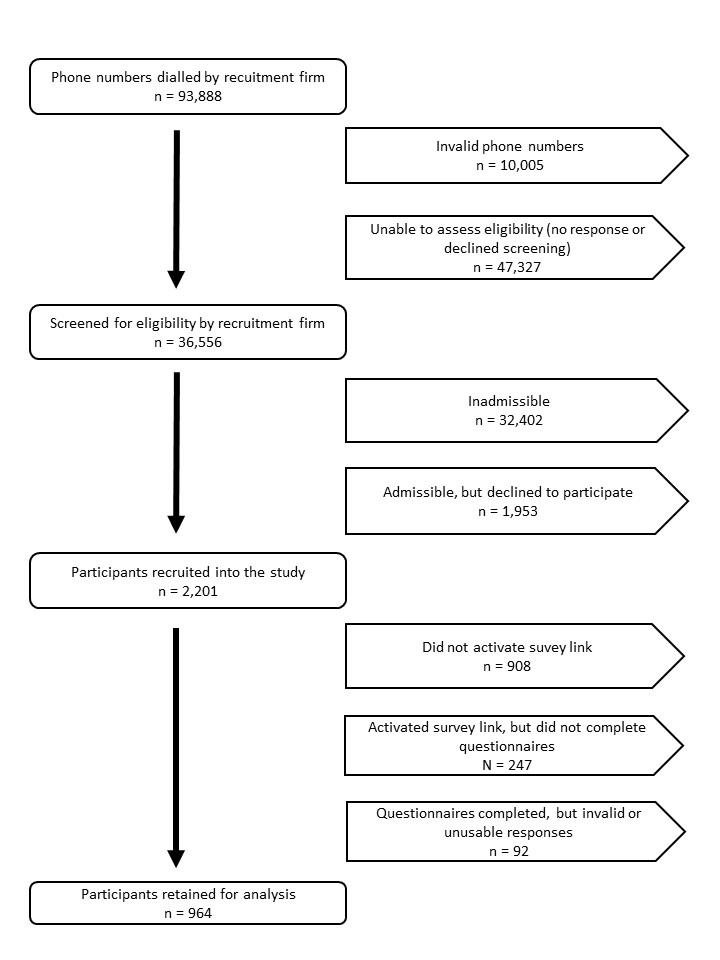 Phone numbers dialled by recuitment firm
n = 93,888
Invalid phone numbers
n = 10,005
Unable to assess eligibility (no response or
declined screening)
n = 47,327
Screened for eligibility by recruitment firm
n = 36,556
Inadmissible
n = 32,402
Admissible, but declined to participate
n = 1,953
Participants recruited into the study
n = 2,201
Did not activate suvey link
n = 908
Activated survey link, but did not complete
questionnaires
N = 247
Questionnaires completed, but invalid or
unusable responses
n = 92
Participants retained for analysis
n = 964